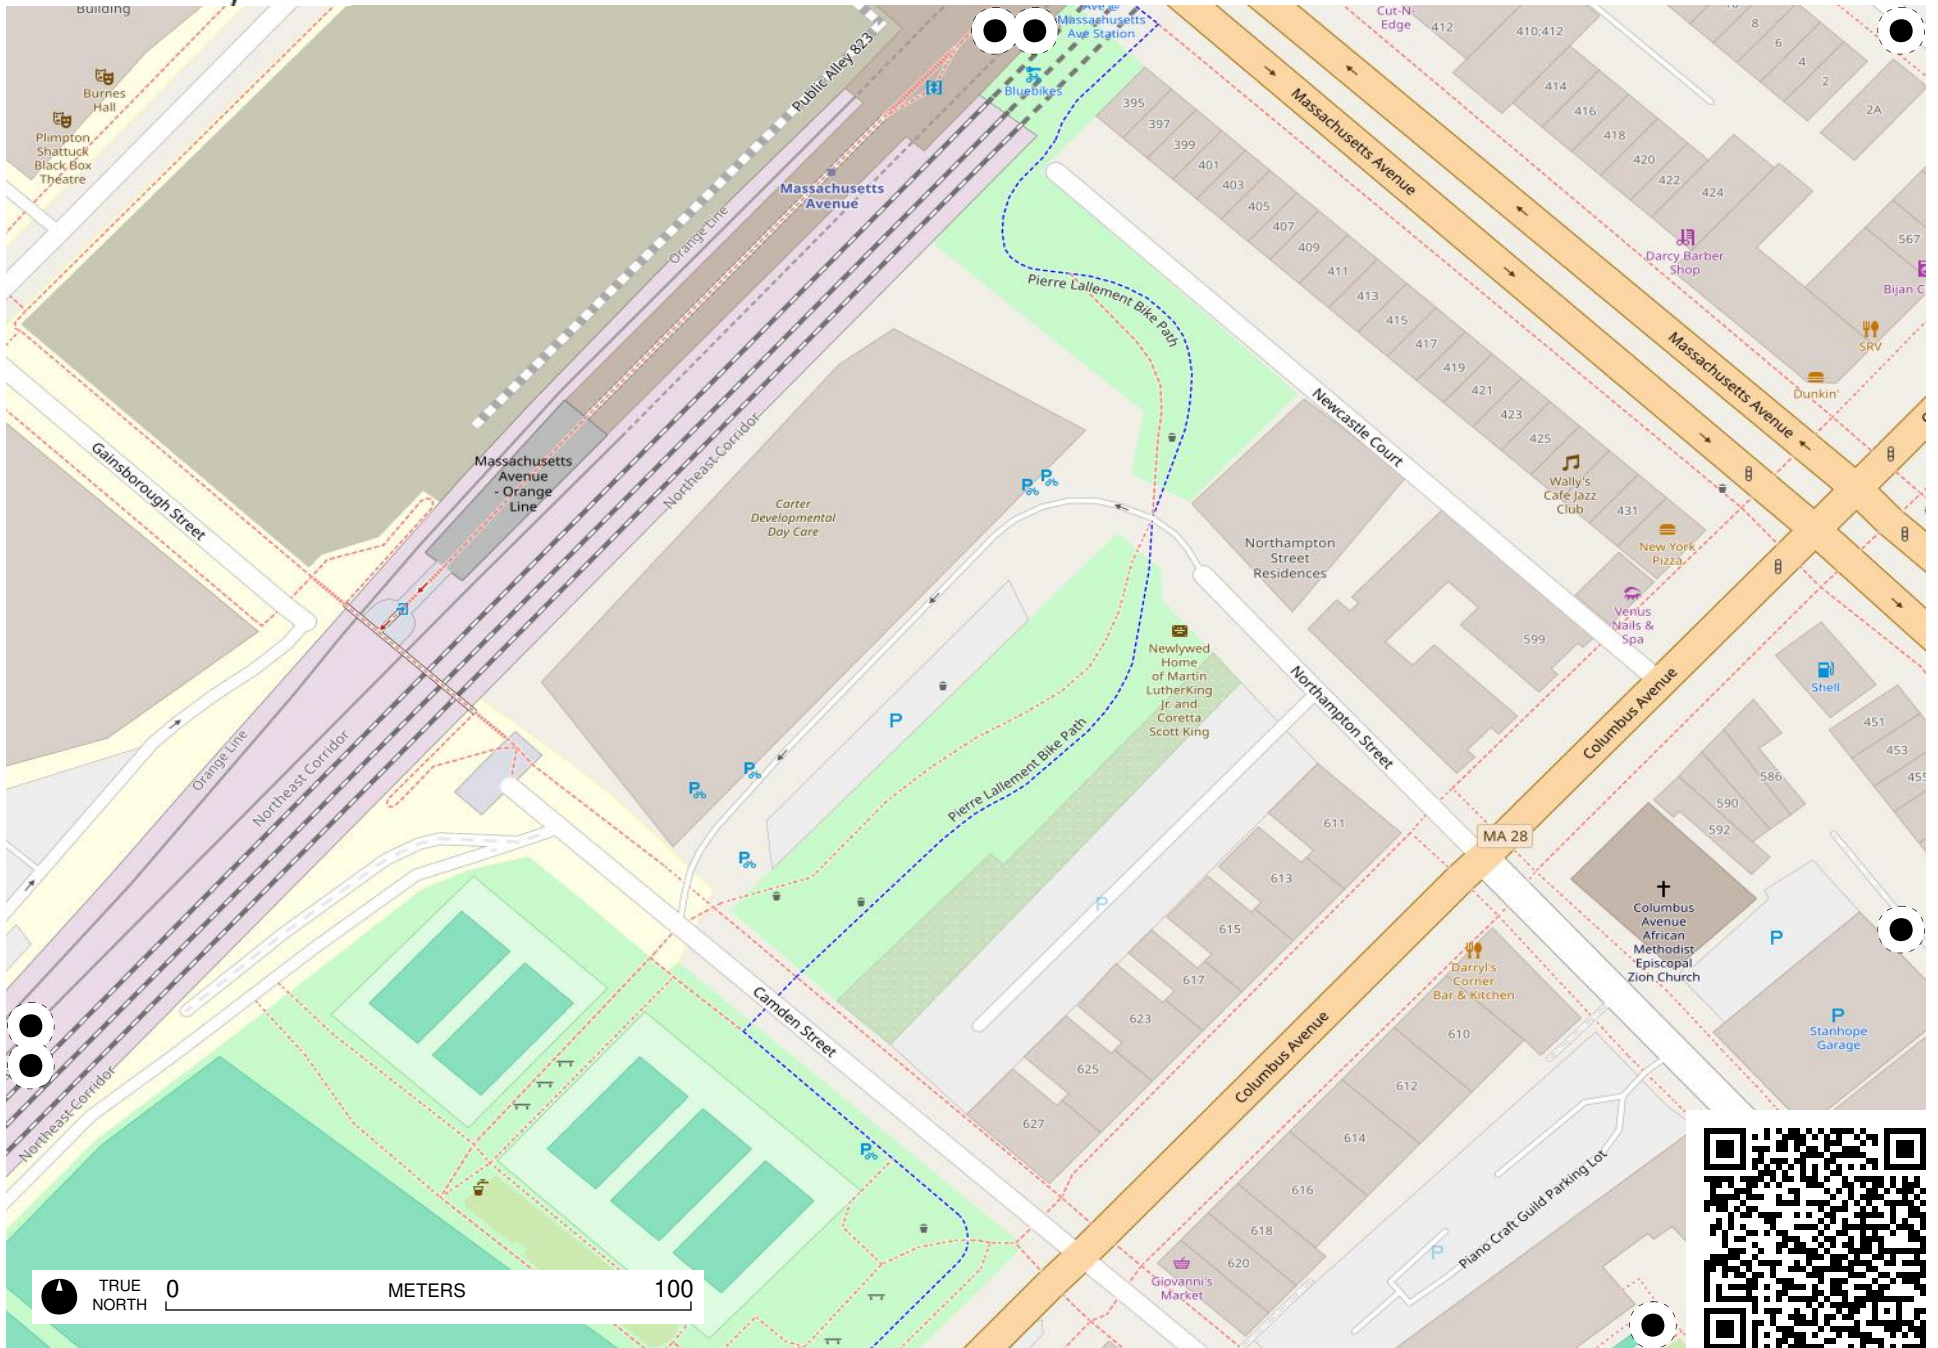 Building
Burnes
Hall
Plimpton
Shattuck
Black Box
Theatre
Public Alley 823
Massachusetts
Ave Station
Bluebikes
Cut-N-
Edge
412
410;412
8
6
4
2
2A
414
416
418
420
422
424
395
397
399
401
403
405
407
409
411
413
415
417
419
421
423
425
431
Massachusetts Avenue
Massachusetts
Avenue
Orange Line
Darcy Barber
Shop
567
Bijan C
SRV
Dunkin'
Massachusetts Avenue
Pierre Lallement Bike Path
Newcastle Court
Gainsborough Street
Massachusetts
Avenue
- Orange
Line
Northeast Corridor
Carter
Developmental
Day Care
Wally's
Cafe Jazz
Club
New York
Pizza
Northampton
Street
Residences
Venus
Nails &
Spa
599
Newlywed
Home
of Martin
LutherKing
Jr. and
Coretta
Scott King
Northampton Street
Columbus Avenue
Shell
451
453
455
586
590
592
P
Orange Line
Northeast Corridor
Pierre Lallement Bike Path
MA 28
611
613
615
617
623
625
627
P
Columbus
Avenue
African
Methodist
Episcopal
Zion Church
P
P
Stanhope
Garage
Darryl's
Corner
Bar & Kitchen
610
612
614
616
618
620
Camden Street
Columbus Avenue
Northeast Corridor
Piano Craft Guild Parking Lot
P
Giovanni's
Market
TRUE
NORTH
0 METERS 100